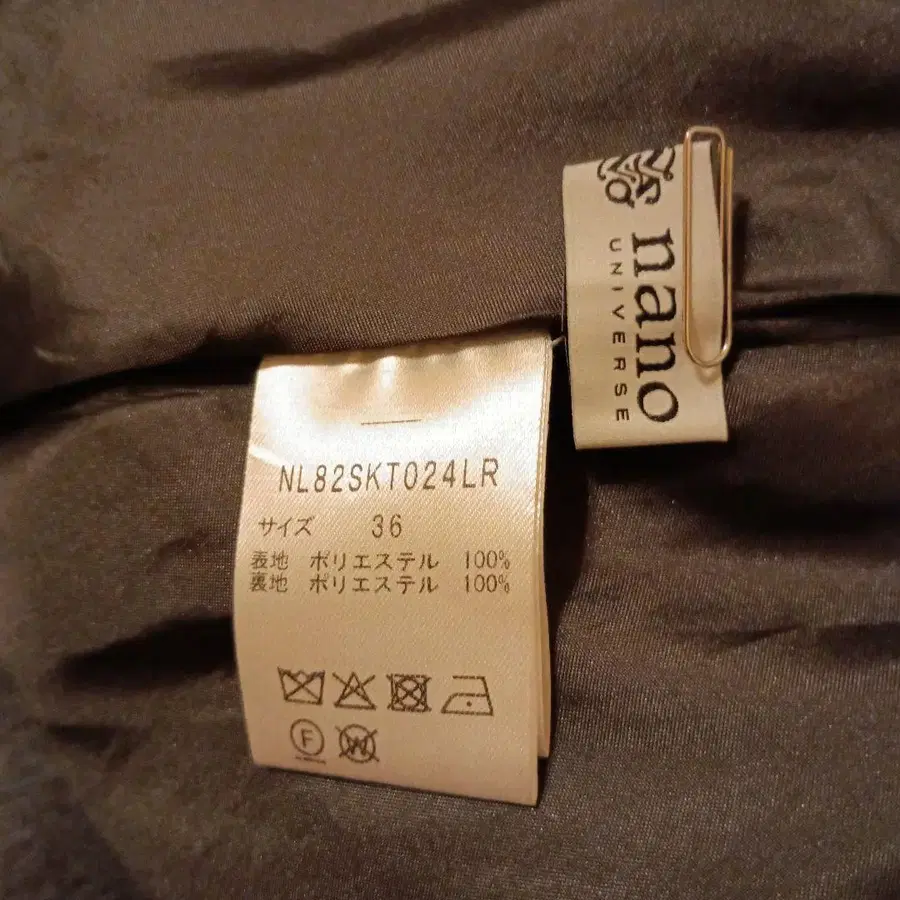 nano
UNIVERSE
NL82SKT024LR
サイズ 36
表地 ポリエステル 100%
裏地 ポリエステル 100%
F
W